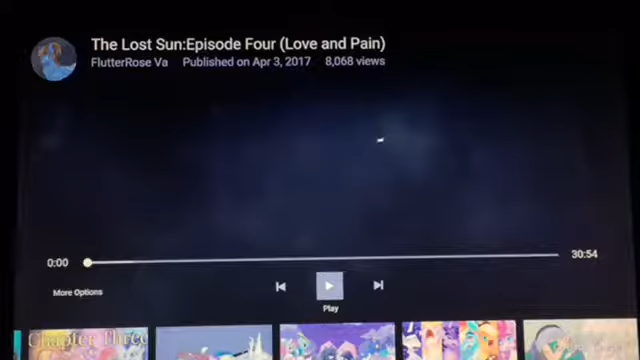 The Lost Sun:Episode Four (Love and Pain)
FlutterRose Va Published on Apr 3, 2017 8,068 views
0:00 30:54
More Options
Play
Chapter Three